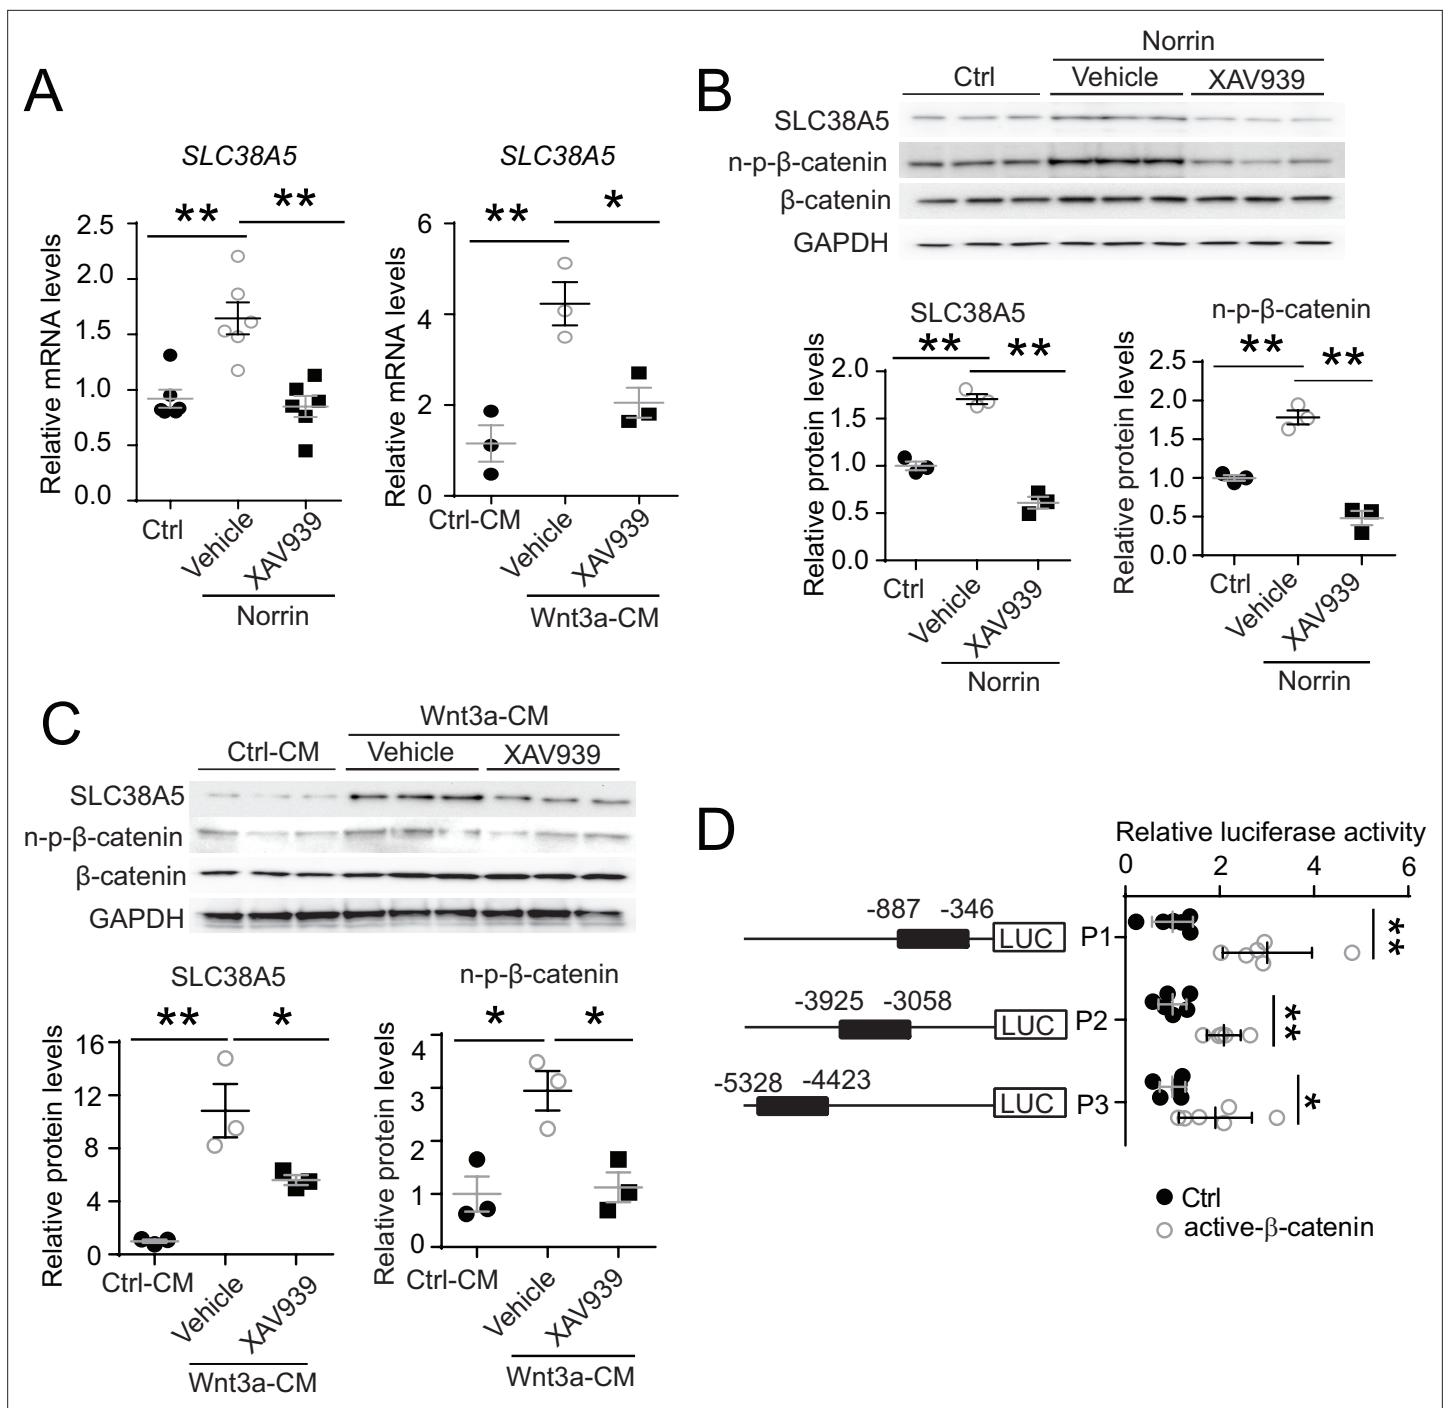 A
SLC38A5
** **
Relative mRNA levels
2.5
2.0
1.5
1.0
0.5
0.0
Ctrl
Vehicle
XAV939
Norrin
SLC38A5
** *
Relative mRNA levels
6
4
2
0
Ctrl-CM
Vehicle
XAV939
Wnt3a-CM
B
Norrin
Ctrl Vehicle XAV939
SLC38A5
n-p-β-catenin
β-catenin
GAPDH
SLC38A5
** **
Relative protein levels
2.0
1.5
1.0
0.5
0.0
Ctrl
Vehicle
XAV939
Norrin
n-p-β-catenin
** **
Relative protein levels
2.5
2.0
1.5
1.0
0.5
0.0
Ctrl
Vehicle
XAV939
Norrin
C
Wnt3a-CM
Ctrl-CM Vehicle XAV939
SLC38A5
n-p-β-catenin
β-catenin
GAPDH
SLC38A5
** *
Relative protein levels
16
12
8
4
0
Ctrl-CM
Vehicle
XAV939
Wnt3a-CM
n-p-β-catenin
* *
Relative protein levels
4
3
2
1
0
Ctrl-CM
Vehicle
XAV939
Wnt3a-CM
D
Relative luciferase activity
0 2 4 6
-887 -346
LUC P1 **
-3925 -3058
LUC P2 **
-5328 -4423
LUC P3 *
Ctrl
active-β-catenin